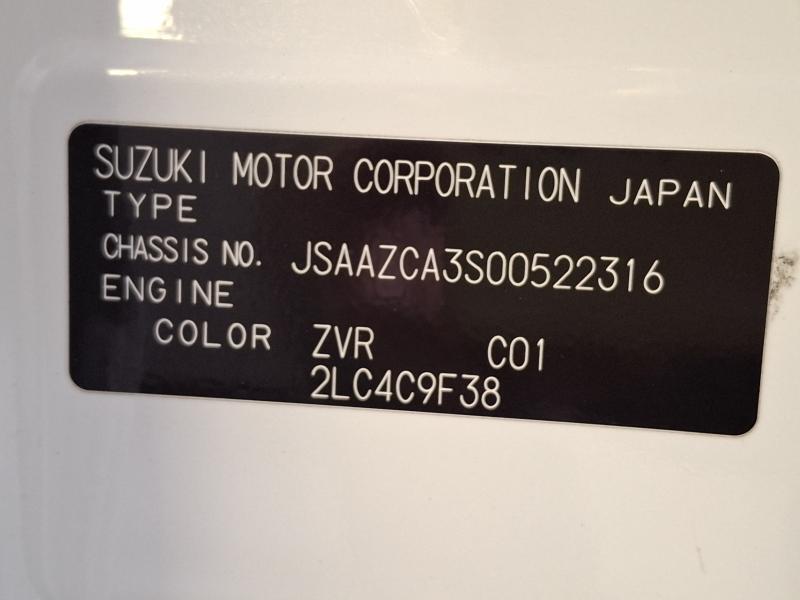 SUZUKI MOTOR CORPORATION JAPAN
TYPE
CHASSIS NO. JSAAZCA3S00522316
ENGINE
COLOR ZVR C01
2LC4C9F38